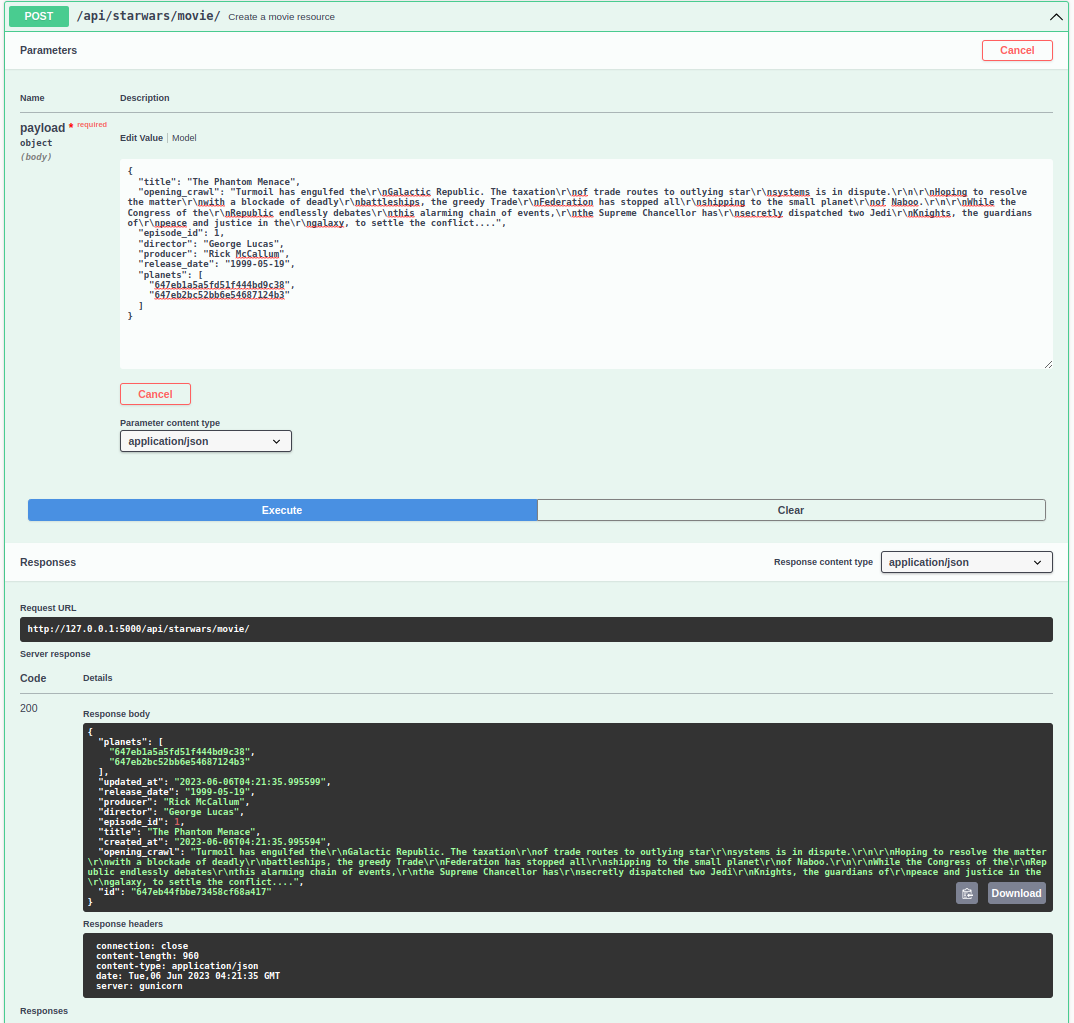 POST /api/starwars/movie/ Create a movie resource
Parameters
Cancel
Name Description
payload * required
object
(body)
Edit Value | Model
{
  "title": "The Phantom Menace",
  "opening_crawl": "Turmoil has engulfed the\r\nGalactic Republic. The taxation\r\nof trade routes to outlying star\r\nsystems is in dispute.\r\n\r\nHoping to resolve
the matter\r\nwith a blockade of deadly\r\nbattleships, the greedy Trade\r\nFederation has stopped all\r\nshipping to the small planet\r\nof Naboo.\r\n\r\nWhile the
Congress of the\r\nRepublic endlessly debates\r\nthis alarming chain of events,\r\nthe Supreme Chancellor has\r\nsecretly dispatched two Jedi\r\nKnights, the guardians
of\r\npeace and justice in the\r\ngalaxy, to settle the conflict....",
  "episode_id": 1,
  "director": "George Lucas",
  "producer": "Rick McCallum",
  "release_date": "1999-05-19",
  "planets": [
    "647eb1a5a5fd51f444bd9c38",
    "647eb2bc52bb6e54687124b3"
  ]
}
Cancel
Parameter content type
application/json
Execute
Clear
Responses
Response content type
application/json
Request URL
http://127.0.0.1:5000/api/starwars/movie/
Server response
Code Details
200
Response body
{
  "planets": [
    "647eb1a5a5fd51f444bd9c38",
    "647eb2bc52bb6e54687124b3"
  ],
  "updated_at": "2023-06-06T04:21:35.995599",
  "release_date": "1999-05-19",
  "producer": "Rick McCallum",
  "director": "George Lucas",
  "episode_id": 1,
  "title": "The Phantom Menace",
  "created_at": "2023-06-06T04:21:35.995594",
  "opening_crawl": "Turmoil has engulfed the\r\nGalactic Republic. The taxation\r\nof trade routes to outlying star\r\nsystems is in dispute.\r\n\r\nHoping to resolve the matter
\r\nwith a blockade of deadly\r\nbattleships, the greedy Trade\r\nFederation has stopped all\r\nshipping to the small planet\r\nof Naboo.\r\n\r\nWhile the Congress of the\r\nRep
ublic endlessly debates\r\nthis alarming chain of events,\r\nthe Supreme Chancellor has\r\nsecretly dispatched two Jedi\r\nKnights, the guardians of\r\npeace and justice in the
\r\ngalaxy, to settle the conflict....",
  "id": "647eb44fbbe73458cf68a417"
}
Download
Response headers
connection: close
content-length: 960
content-type: application/json
date: Tue,06 Jun 2023 04:21:35 GMT
server: gunicorn
Responses